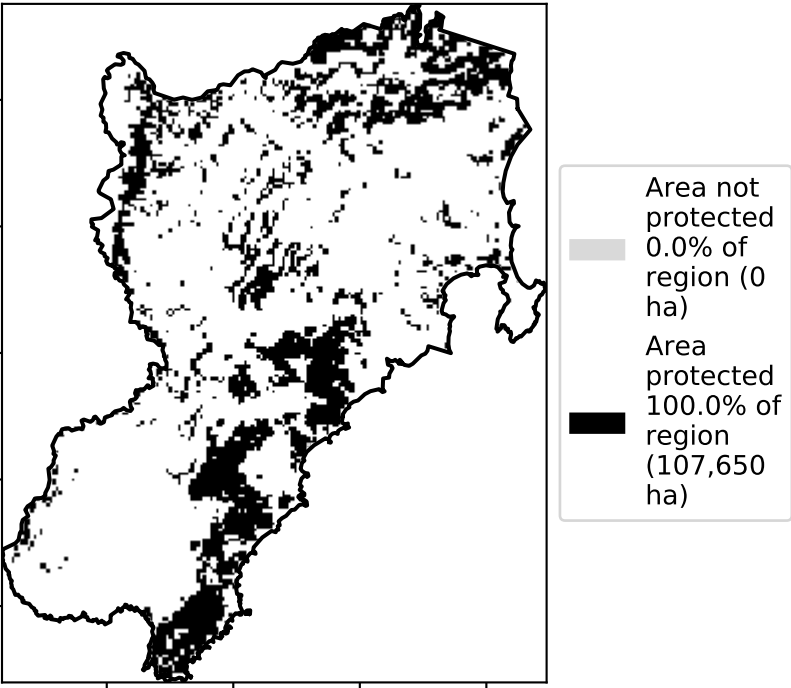 Area not
protected
0.0% of
region (0
ha)
Area
protected
100.0% of
region
(107,650
ha)